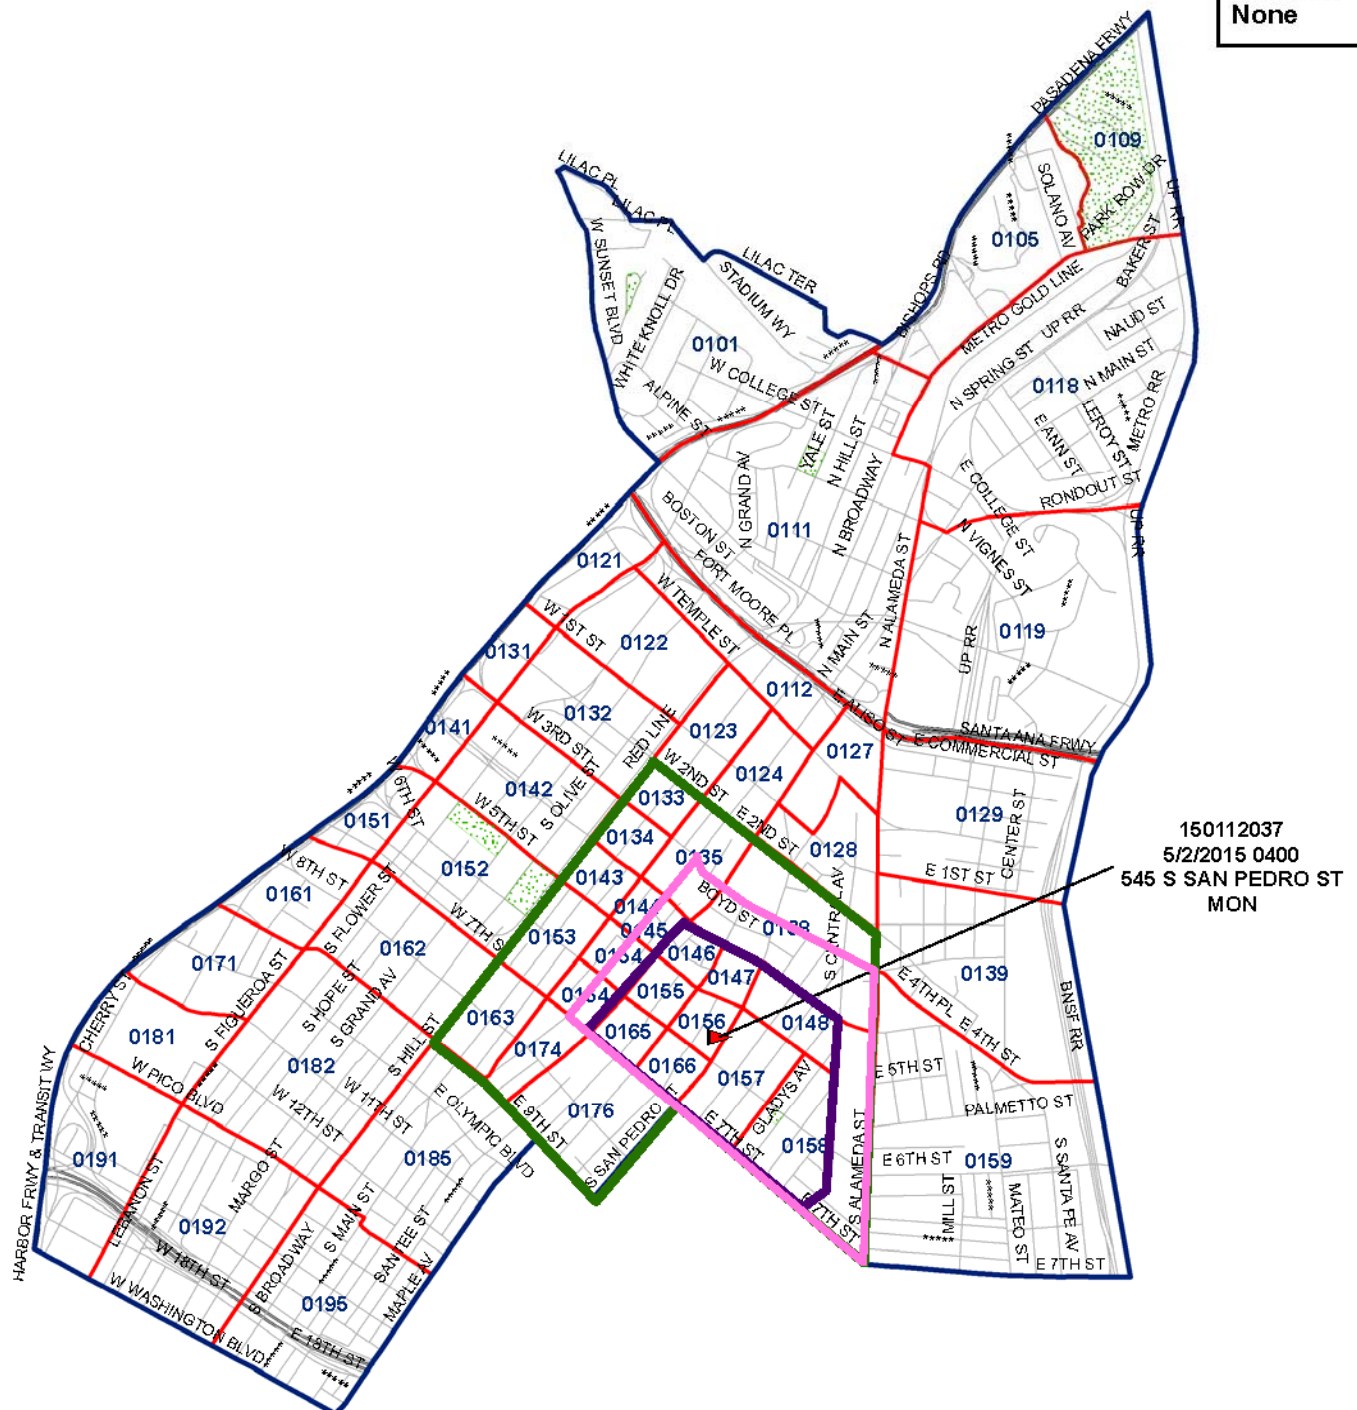 None
PASADENA FRWY
0109
LILAC PL
LILAC PL
SOLANO AV
PARK ROW DR
UP RR
0105
W SUNSET BLVD
LILAC TER
STADIUM WY
WHITE KNOLL DR
BISHOPS RD
BAKER ST
METRO GOLD LINE
UP RR
NAUD ST
0101
W COLLEGE ST
N SPRING ST
N MAIN ST
0118
ALPINE ST
LEROY ST
METRO RR
E ANN ST
YALE ST
N HILL ST
N GRAND AV
N BROADWAY
E COLLEGE ST
RONDOUT ST
BOSTON ST
0111
N VIGNES ST
UP RR
0121
FORT MOORE PL
N ALAMEDA ST
W TEMPLE ST
W 1ST ST
0122
N MAIN ST
UP RR
0119
0131
0112
0132
RED LINE
0141
W 3RD ST
0123
E ALISO ST
SANTA ANA FRWY
E COMMERCIAL ST
0127
W 2ND ST
0124
W 6TH ST
0142
S OLIVE ST
0133
E 2ND ST
0129
CENTER ST
0151
W 5TH ST
0134
150112037
5/2/2015 0400
545 S SAN PEDRO ST
MON
W 8TH ST
0152
0135
0128
E 1ST ST
0161
S FLOWER ST
0143
BOYD ST
S CENTRAL AV
0144
W 7TH ST
0145
0138
0171
0162
0153
0154
0146
0147
0139
CHERRY ST
S FIGUEROA ST
S HOPE ST
S GRAND AV
0164
0155
E 4TH PL
E 4TH ST
BNSF RR
0163
0165
0156
0148
0181
S HILL ST
0174
0166
0157
W PICO BLVD
0182
W 11TH ST
W 12TH ST
E OLYMPIC BLVD
E 9TH ST
0176
S SAN PEDRO
E 7TH ST
GLADYS AV
E 5TH ST
PALMETTO ST
HARBOR FRWY & TRANSIT WY
0191
MARGO ST
0185
0158
S ALAMEDA ST
E 6TH ST
0159
S SANTA FE AV
LEBANON ST
0192
S MAIN ST
SANTEE ST
E 7TH ST
MILL ST
MATEO ST
W 18TH ST
S BROADWAY
MAPLE AV
E 7TH ST
W WASHINGTON BLVD
0195
E 18TH ST